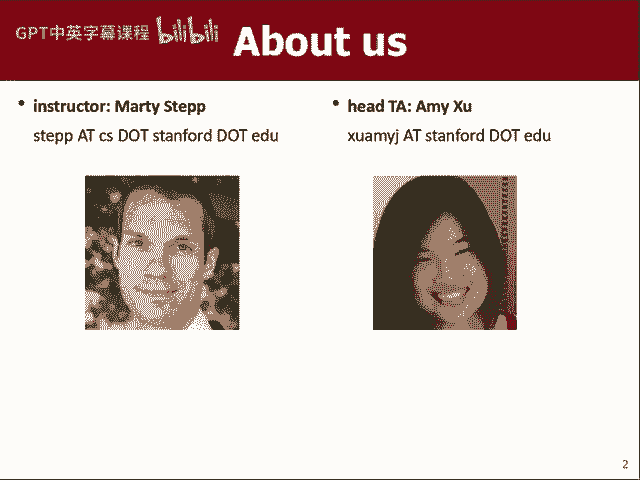 GPT中英字幕课程 bilibili
About us
• instructor: Marty Stepp
stepp AT cs DOT stanford DOT edu
• head TA: Amy Xu
xuamyj AT stanford DOT edu
2